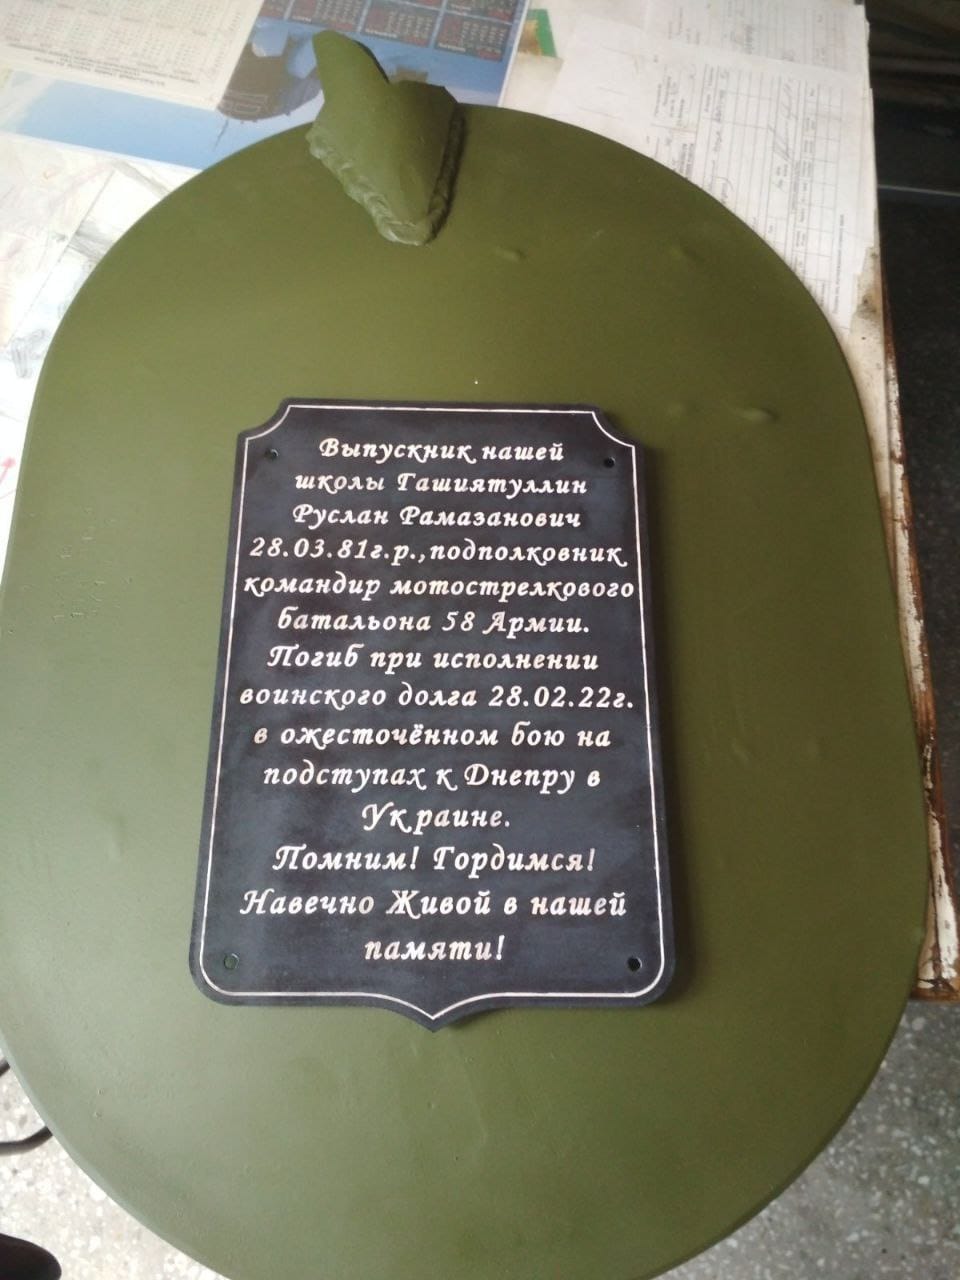 Выпускник нашей
школы Гашиятуллин
Руслан Рамазанович
28.03.81г.р.,подполковник
командир мотострелкового
батальона 58 Армии.
Погиб при исполнении
воинского долга 28.02.22г.
в ожесточённом бою на
подступах к Днепру в
Украине.
Помним! Гордимся!
Навечно Живой в нашей
памяти!